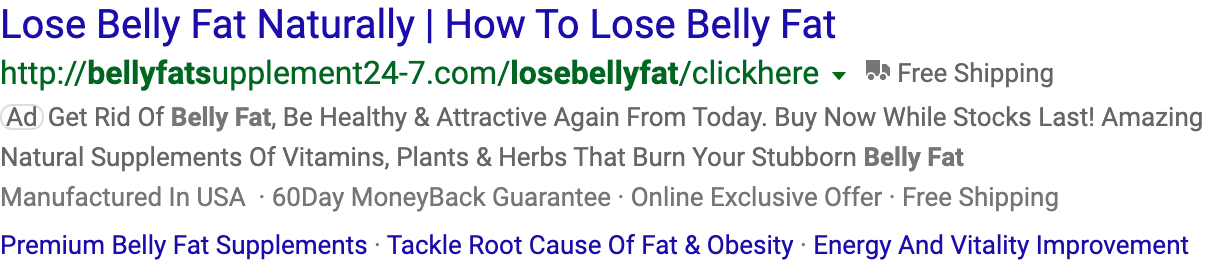 Lose Belly Fat Naturally | How To Lose Belly Fat
http://bellyfatsupplement24-7.com/losebellyfat/clickhere Free Shipping
Ad Get Rid Of Belly Fat, Be Healthy & Attractive Again From Today. Buy Now While Stocks Last! Amazing
Natural Supplements Of Vitamins, Plants & Herbs That Burn Your Stubborn Belly Fat
Manufactured In USA · 60Day MoneyBack Guarantee · Online Exclusive Offer · Free Shipping
Premium Belly Fat Supplements · Tackle Root Cause Of Fat & Obesity · Energy And Vitality Improvement